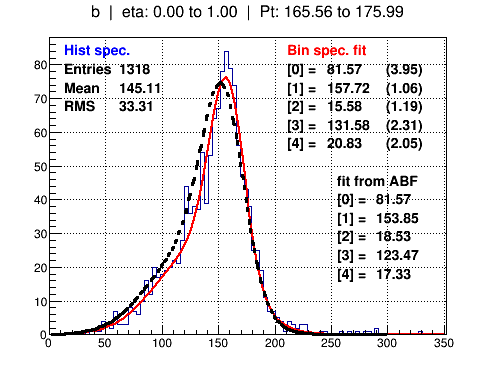 b | eta: 0.00 to 1.00 | Pt: 165.56 to 175.99
Hist spec.
Entries 1318
Mean 145.11
RMS 33.31
Bin spec. fit
[0] = 81.57 (3.95)
[1] = 157.72 (1.06)
[2] = 15.58 (1.19)
[3] = 131.58 (2.31)
[4] = 20.83 (2.05)
fit from ABF
[0] = 81.57
[1] = 153.85
[2] = 18.53
[3] = 123.47
[4] = 17.33
80
70
60
50
40
30
20
10
0
0 50 100 150 200 250 300 350